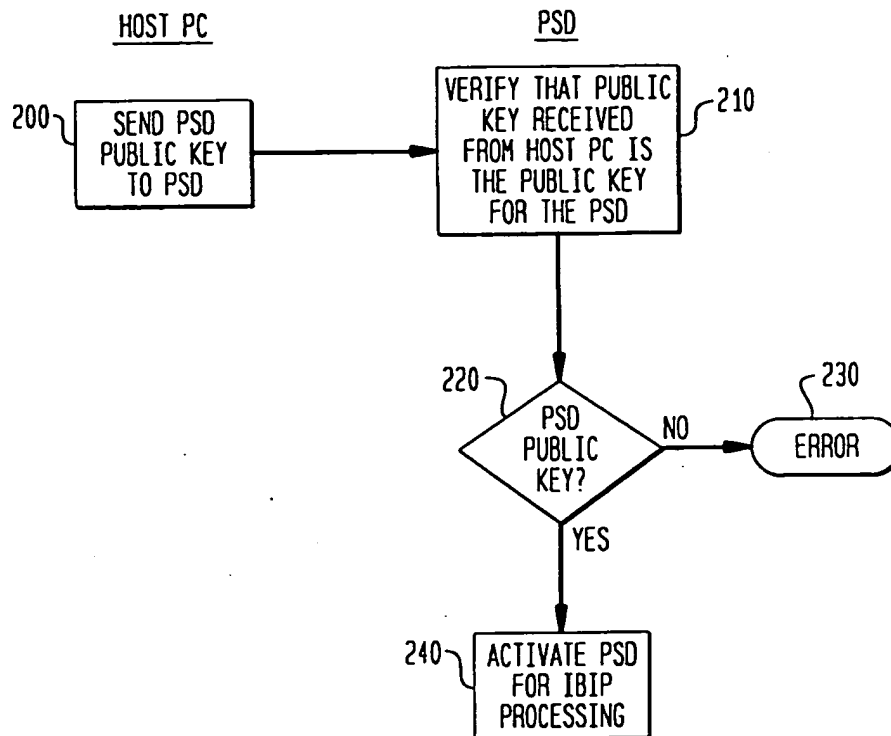 HOST PC
PSD
200
SEND PSD
PUBLIC KEY
TO PSD
VERIFY THAT PUBLIC
KEY RECEIVED
FROM HOST PC IS
THE PUBLIC KEY
FOR THE PSD
210
220
PSD
PUBLIC
KEY?
NO
230
ERROR
YES
240
ACTIVATE PSD
FOR IBIP
PROCESSING